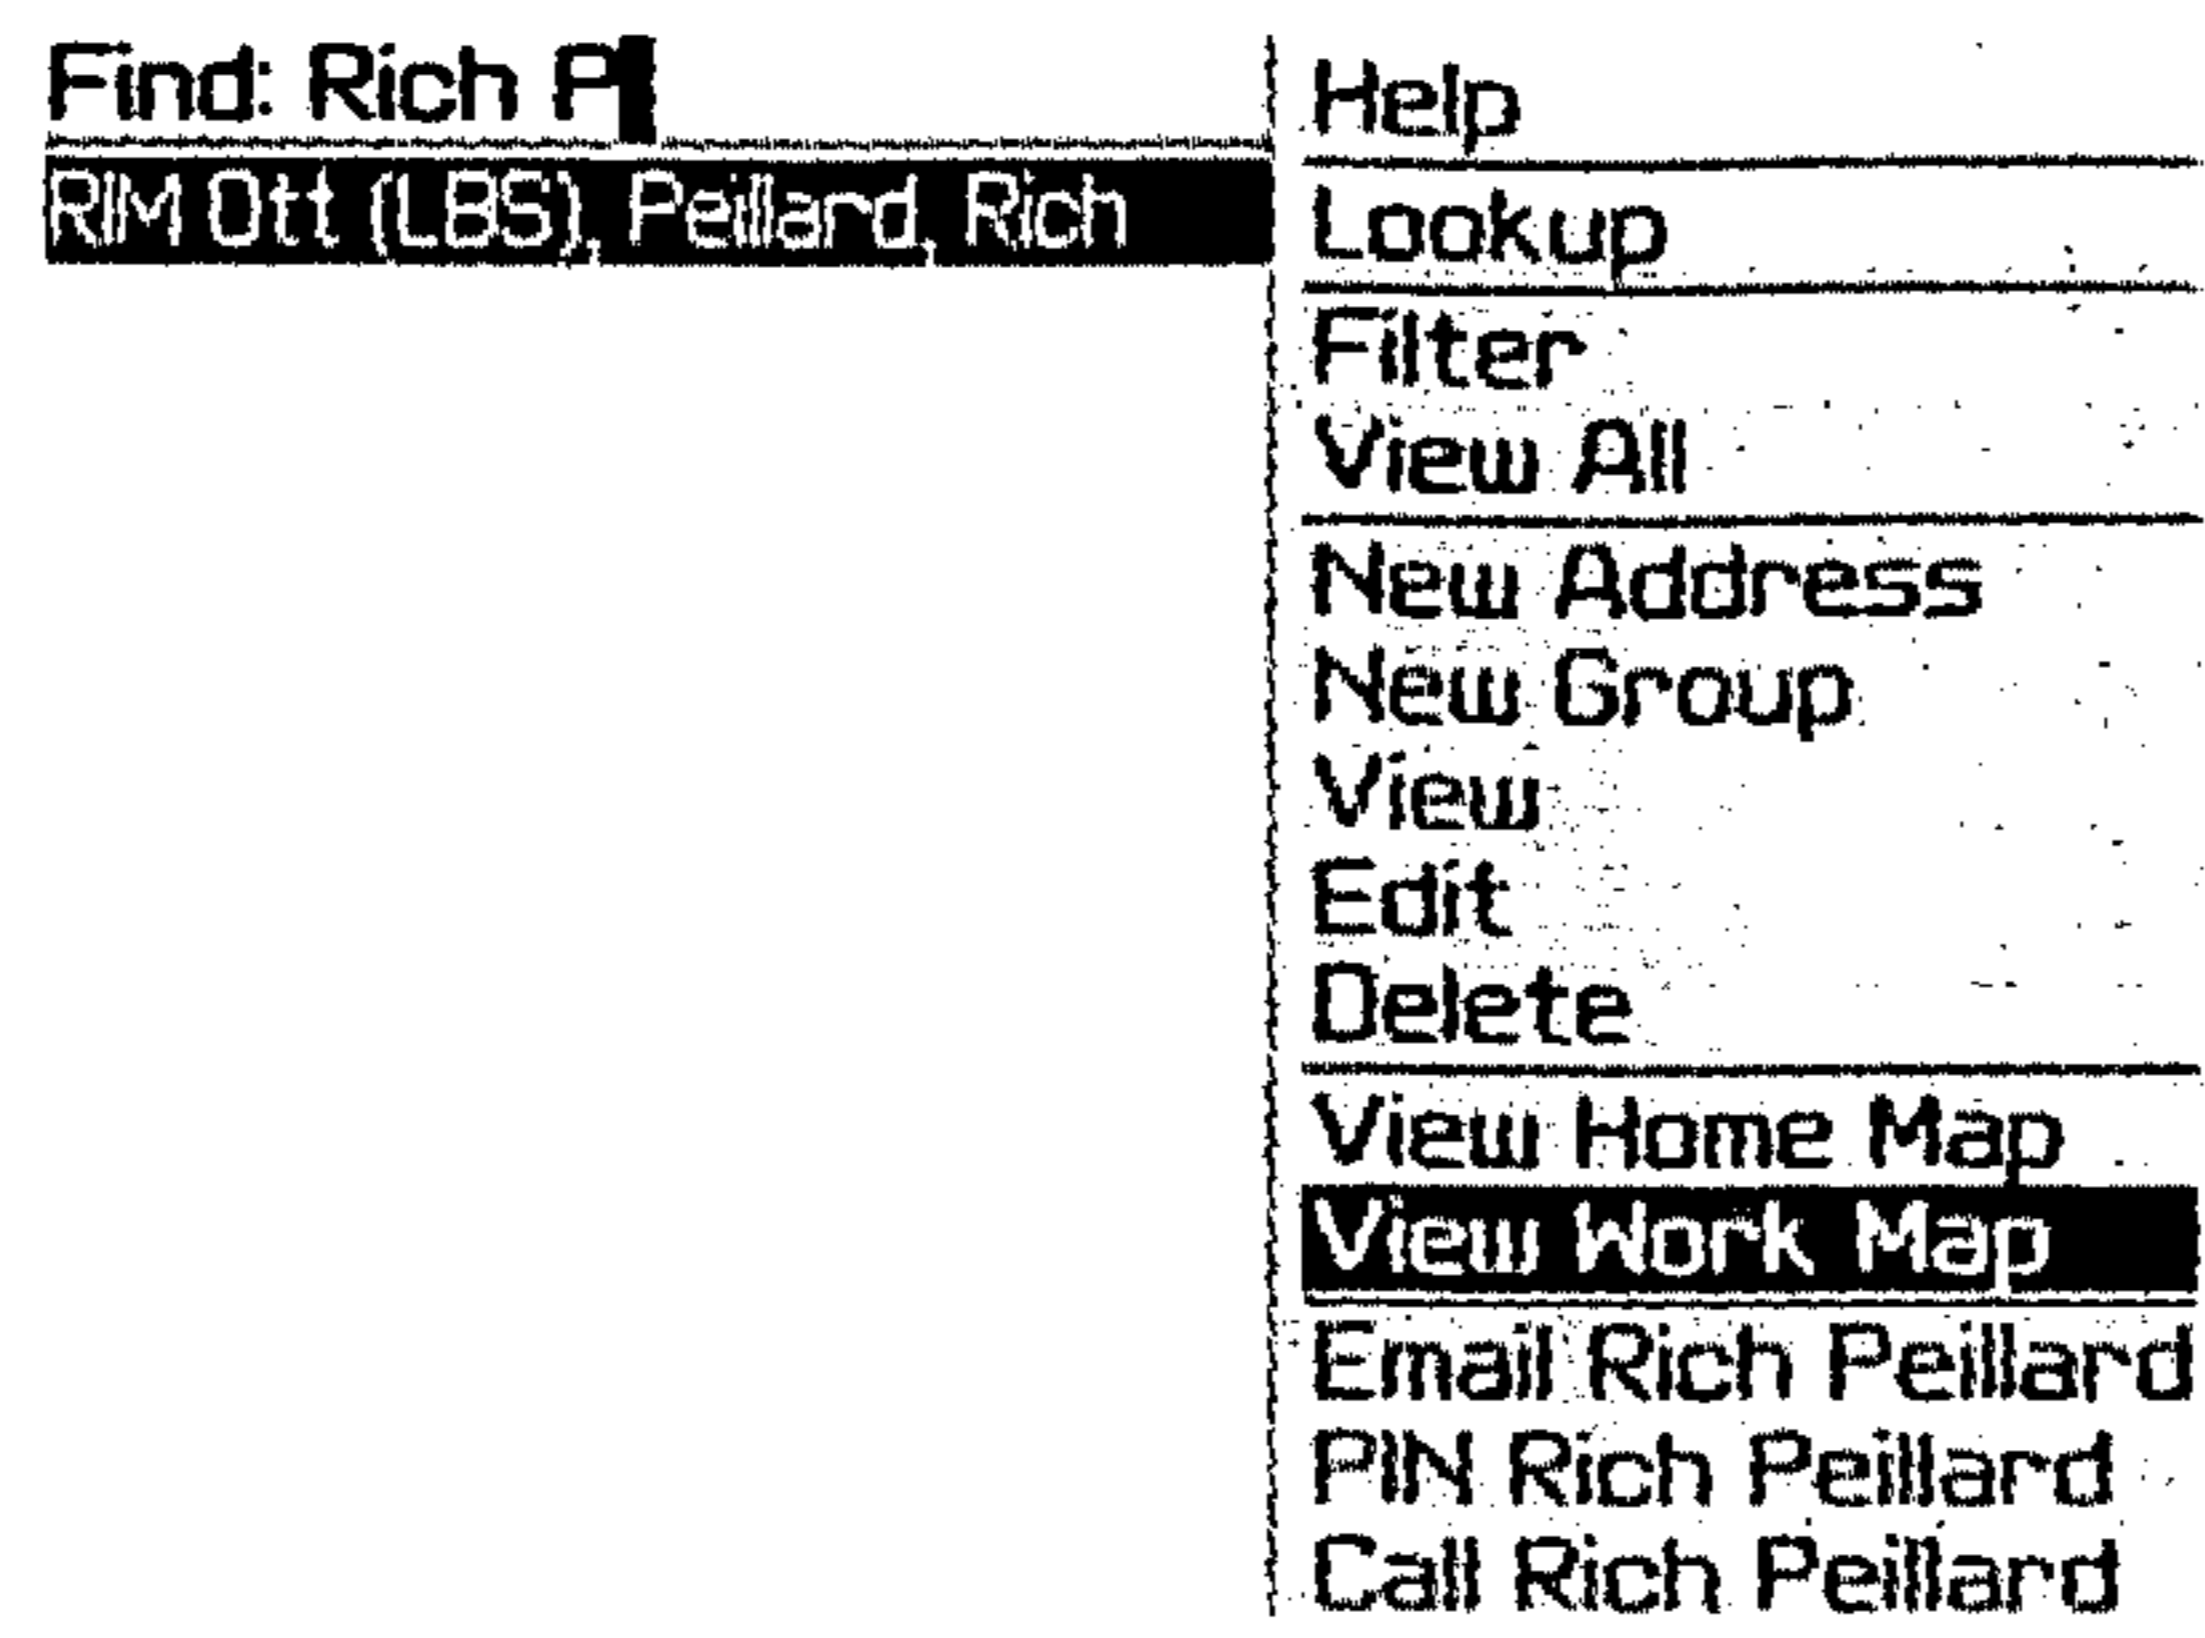 Find: Rich P
RIM Ott (LBS), Peillard, Rich
Help
Lookup
Filter
View All
New Address
New Group
View
Edit
Delete
View Home Map
View Work Map
Email Rich Peillard
PIN Rich Peillard
Call Rich Peillard